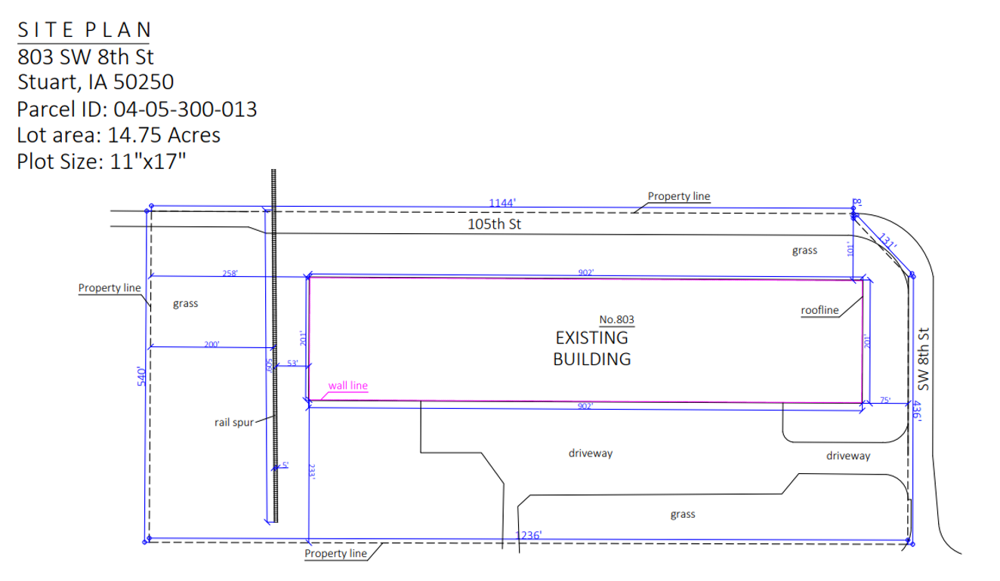 SITE PLAN
803 SW 8th St
Stuart, IA 50250
Parcel ID: 04-05-300-013
Lot area: 14.75 Acres
Plot Size: 11"x17"
Property line
1144'
8'
105th St
131'
101'
grass
258'
902'
Property line
grass
roofline
No.803
EXISTING
BUILDING
201'
201'
200'
53'
605'
540'
SW 8th St
wall line
902'
75'
436'
rail spur
driveway
driveway
5'
233'
grass
1236'
Property line